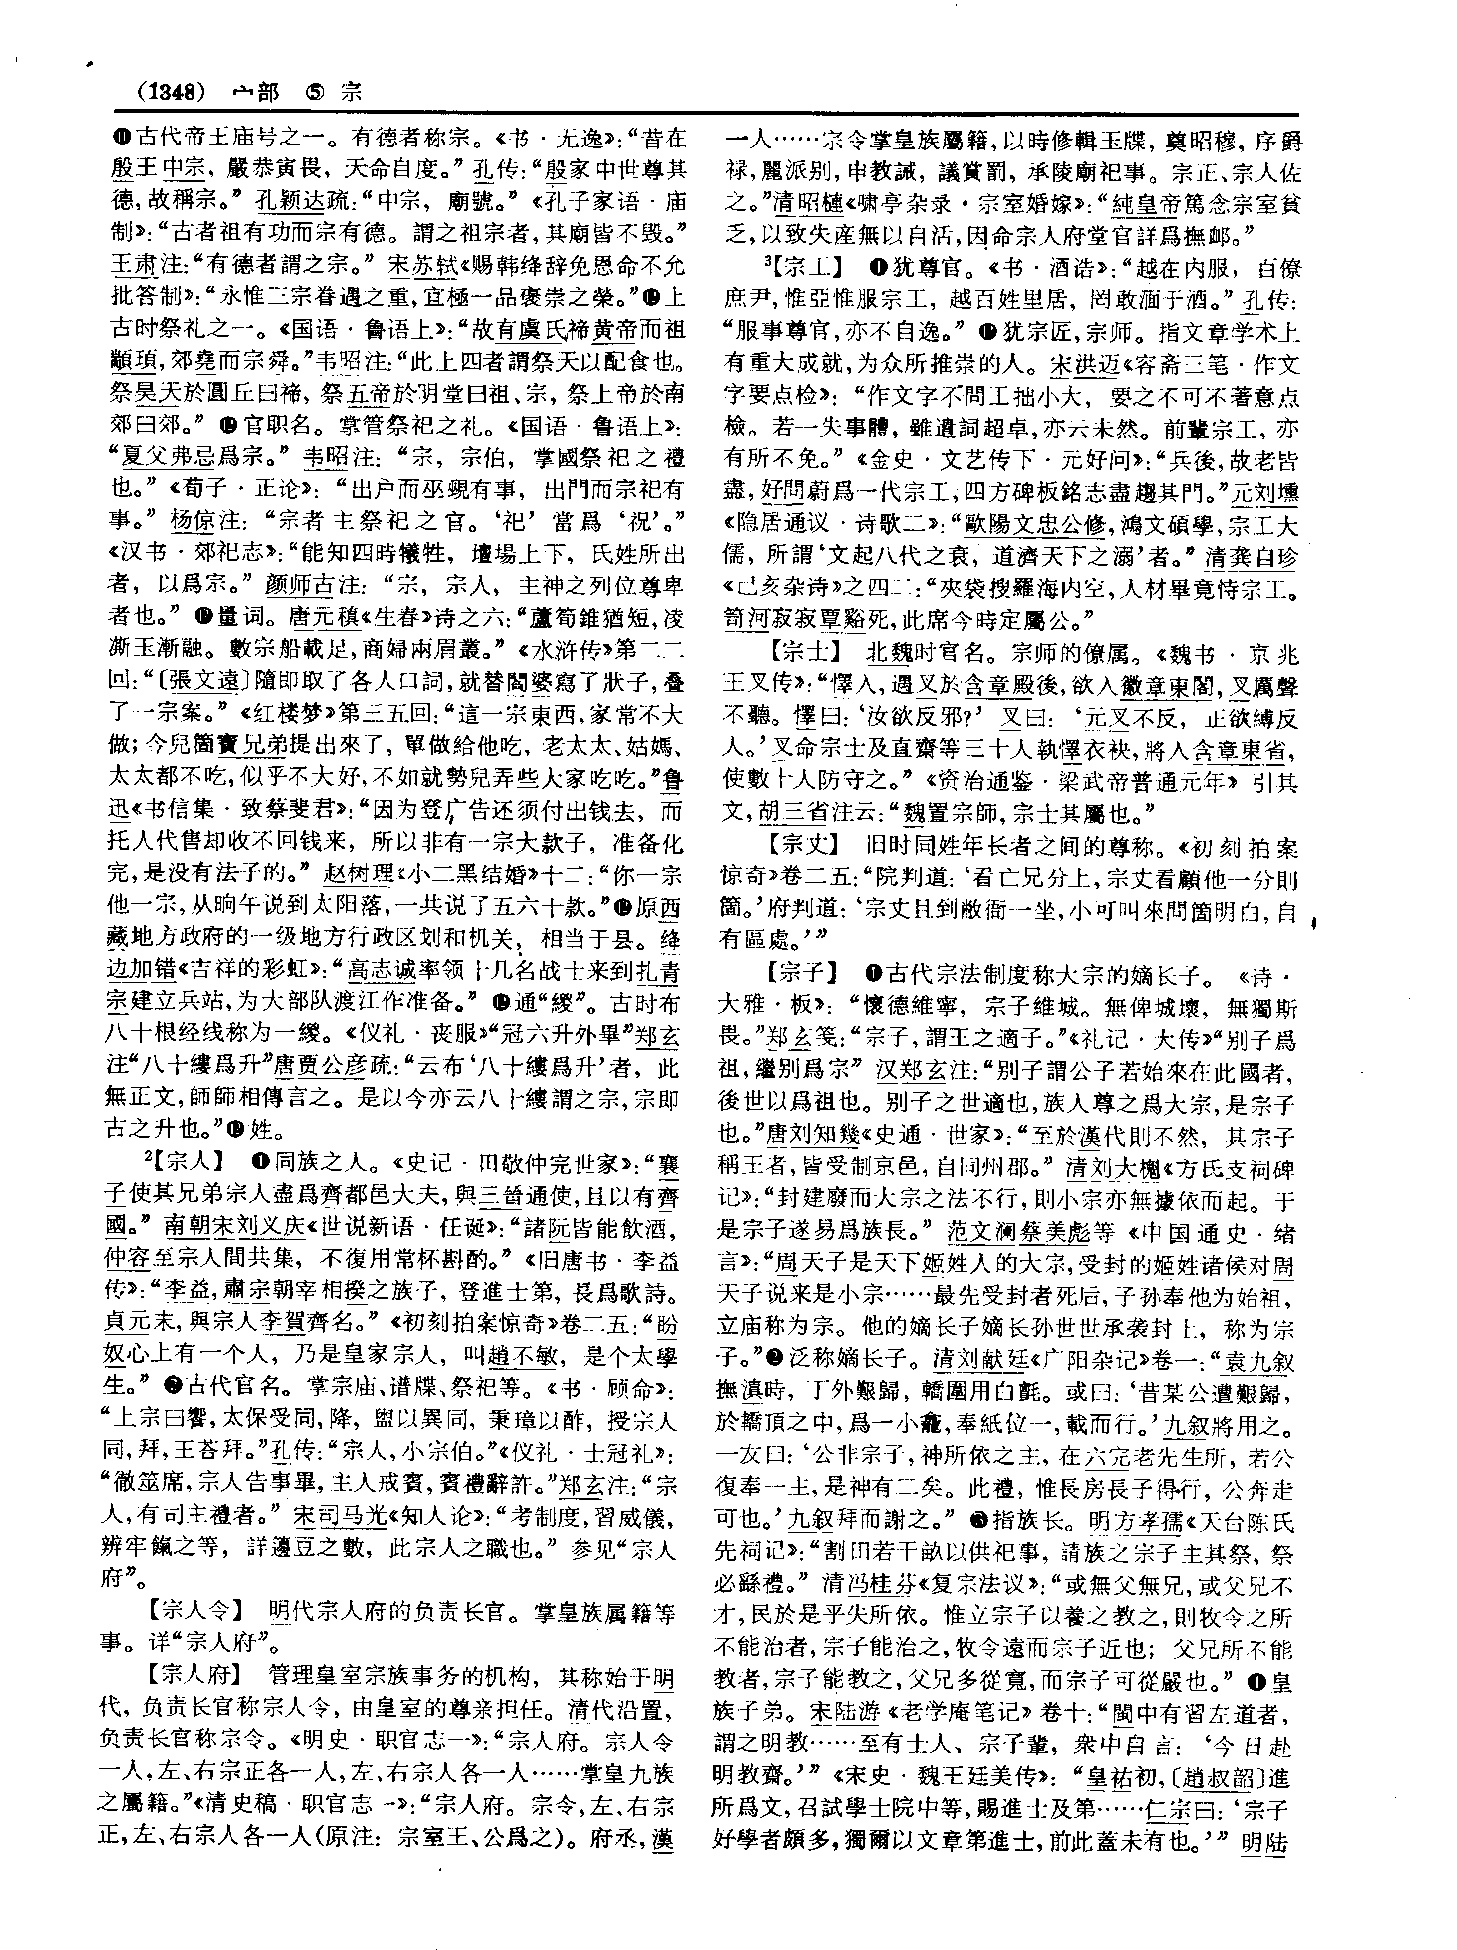 (1348) 宀部 ⑤ 宗
⓫古代帝王庙号之一。有德者称宗。《书·无逸》：“昔在
殷王中宗，嚴恭寅畏，天命自度。”孔传：“殷家中世尊其
德，故稱宗。”孔颖达疏：“中宗，廟號。”《孔子家语·庙
制》：“古者祖有功而宗有德。謂之祖宗者，其廟皆不毁。”
王肃注：“有德者謂之宗。”宋苏轼《赐韩绛辞免恩命不允
批答制》：“永惟三宗眷遇之重，宜極一品褒崇之榮。”⓬上
古时祭礼之一。《国语·鲁语上》：“故有虞氏禘黄帝而祖
顓頊，郊堯而宗舜。”韦昭注：“此上四者謂祭天以配食也。
祭昊天於圓丘曰禘，祭五帝於明堂曰祖、宗，祭上帝於南
郊曰郊。”⓭官职名。掌管祭祀之礼。《国语·鲁语上》：
“夏父弗忌爲宗。”韦昭注：“宗，宗伯，掌國祭祀之禮
也。”《荀子·正论》：“出户而巫覡有事，出門而宗祀有
事。”杨倞注：“宗者主祭祀之官。‘祀’當爲‘祝’。”
《汉书·郊祀志》：“能知四時犧牲，壇場上下，氏姓所出
者，以爲宗。”颜师古注：“宗，宗人，主神之列位尊卑
者也。”⓮量词。唐元稹《生春》诗之六：“蘆筍錐猶短，凌
澌玉漸融。數宗船載足，商婦兩眉叢。”《水浒传》第二二
回：“〔張文遠〕隨即取了各人口詞，就替閻婆寫了狀子，叠
了一宗案。”《红楼梦》第三五回：“這一宗東西，家常不大
做；今兒箇寶兄弟提出來了，單做給他吃，老太太、姑媽、
太太都不吃，似乎不大好，不如就勢兒弄些大家吃吃。”鲁
迅《书信集·致蔡斐君》：“因为登广告还须付出钱去，而
托人代售却收不回钱来，所以非有一宗大款子，准备化
完，是没有法子的。”赵树理《小二黑结婚》十二：“你一宗
他一宗，从晌午说到太阳落，一共说了五六十款。”⓯原西
藏地方政府的一级地方行政区划和机关，相当于县。绛
边加错《吉祥的彩虹》：“高志诚率领十几名战士来到扎青
宗建立兵站，为大部队渡江作准备。”⓰通“緵”。古时布
八十根经线称为一緵。《仪礼·丧服》“冠六升外畢”郑玄
注“八十縷爲升”唐贾公彦疏：“云布‘八十縷爲升’者，此
無正文，師師相傳言之。是以今亦云八十縷謂之宗，宗即
古之升也。”⓱姓。
²【宗人】 ❶同族之人。《史记·田敬仲完世家》：“襄
子使其兄弟宗人盡爲齊都邑大夫，與三晉通使，且以有齊
國。”南朝宋刘义庆《世说新语·任诞》：“諸阮皆能飲酒，
仲容至宗人間共集，不復用常杯斟酌。”《旧唐书·李益
传》：“李益，肅宗朝宰相揆之族子，登進士第，長爲歌詩。
貞元末，與宗人李賀齊名。”《初刻拍案惊奇》卷二五：“盼
奴心上有一个人，乃是皇家宗人，叫趙不敏，是个太學
生。”❷古代官名。掌宗庙、谱牒、祭祀等。《书·顾命》：
“上宗曰饗，太保受同，降，盥以異同，秉璋以酢，授宗人
同，拜，王荅拜。”孔传：“宗人，小宗伯。”《仪礼·士冠礼》：
“徹筮席，宗人告事畢，主人戒賓，賓禮辭許。”郑玄注：“宗
人，有司主禮者。”宋司马光《知人论》：“考制度，習威儀，
辨牢餼之等，詳籩豆之數，此宗人之職也。”参见“宗人
府”。
【宗人令】 明代宗人府的负责长官。掌皇族属籍等
事。详“宗人府”。
【宗人府】 管理皇室宗族事务的机构，其称始于明
代，负责长官称宗人令，由皇室的尊亲担任。清代沿置，
负责长官称宗令。《明史·职官志一》：“宗人府。宗人令
一人，左、右宗正各一人，左、右宗人各一人……掌皇九族
之屬籍。”《清史稿·职官志一》：“宗人府。宗令，左、右宗
正，左、右宗人各一人(原注：宗室王、公爲之)。府丞，漢
一人……宗令掌皇族屬籍，以時修輯玉牒，奠昭穆，序爵
禄，麗派别，申教誡，議賞罰，承陵廟祀事。宗正、宗人佐
之。”清昭槤《啸亭杂录·宗室婚嫁》：“純皇帝篤念宗室貧
乏，以致失産無以自活，因命宗人府堂官詳爲撫卹。”
³【宗工】 ❶犹尊官。《书·酒诰》：“越在内服，百僚
庶尹，惟亞惟服宗工，越百姓里居，罔敢湎于酒。”孔传：
“服事尊官，亦不自逸。”❷犹宗匠，宗师。指文章学术上
有重大成就，为众所推崇的人。宋洪迈《容斋三笔·作文
字要点检》：“作文字不問工拙小大，要之不可不著意点
檢。若一失事體，雖遣詞超卓，亦云未然。前輩宗工，亦
有所不免。”《金史·文艺传下·元好问》：“兵後，故老皆
盡，好問蔚爲一代宗工，四方碑板銘志盡趨其門。”元刘壎
《隐居通议·诗歌二》：“歐陽文忠公修，鴻文碩學，宗工大
儒，所謂‘文起八代之衰，道濟天下之溺’者。”清龚自珍
《己亥杂诗》之四二：“夾袋搜羅海内空，人材畢竟恃宗工。
笥河寂寂覃谿死，此席今時定屬公。”
【宗士】 北魏时官名。宗师的僚属。《魏书·京兆
王叉传》：“懌入，遇叉於含章殿後，欲入徽章東閤，叉厲聲
不聽。懌曰：‘汝欲反邪？’叉曰：‘元叉不反，正欲縛反
人。’叉命宗士及直齋等三十人執懌衣袂，將入含章東省，
使數十人防守之。”《资治通鉴·梁武帝普通元年》引其
文，胡三省注云：“魏置宗師，宗士其屬也。”
【宗丈】 旧时同姓年长者之间的尊称。《初刻拍案
惊奇》卷二五：“院判道：‘看亡兄分上，宗丈看顧他一分則
箇。’府判道：‘宗丈且到敝衙一坐，小可叫來問箇明白，自
有區處。’”
【宗子】 ❶古代宗法制度称大宗的嫡长子。《诗·
大雅·板》：“懷德維寧，宗子維城。無俾城壞，無獨斯
畏。”郑玄笺：“宗子，謂王之適子。”《礼记·大传》“别子爲
祖，繼别爲宗”汉郑玄注：“别子謂公子若始來在此國者，
後世以爲祖也。别子之世適也，族人尊之爲大宗，是宗子
也。”唐刘知幾《史通·世家》：“至於漢代則不然，其宗子
稱王者，皆受制京邑，自同州郡。”清刘大櫆《方氏支祠碑
记》：“封建廢而大宗之法不行，則小宗亦無據依而起。于
是宗子遂易爲族長。”范文澜蔡美彪等《中国通史·绪
言》：“周天子是天下姬姓人的大宗，受封的姬姓诸侯对周
天子说来是小宗……最先受封者死后，子孙奉他为始祖，
立庙称为宗。他的嫡长子嫡长孙世世承袭封土，称为宗
子。”❷泛称嫡长子。清刘献廷《广阳杂记》卷一：“袁九叙
撫滇時，丁外艱歸，轎圍用白氈。或曰：‘昔某公遭艱歸，
於轎頂之中，爲一小龕，奉紙位一，載而行。’九叙將用之。
一友曰：‘公非宗子，神所依之主，在六完老先生所，若公
復奉一主，是神有二矣。此禮，惟長房長子得行，公奔走
可也。’九叙拜而謝之。”❸指族长。明方孝孺《天台陈氏
先祠记》：“割田若干畝以供祀事，請族之宗子主其祭，祭
必繇禮。”清冯桂芬《复宗法议》：“或無父無兄，或父兄不
才，民於是乎失所依。惟立宗子以養之教之，則牧令之所
不能治者，宗子能治之，牧令遠而宗子近也；父兄所不能
教者，宗子能教之，父兄多從寬，而宗子可從嚴也。”❹皇
族子弟。宋陆游《老学庵笔记》卷十：“閩中有習左道者，
謂之明教……至有士人、宗子輩，衆中自言：‘今日赴
明教齋。’”《宋史·魏王廷美传》：“皇祐初，〔趙叔韶〕進
所爲文，召試學士院中等，賜進士及第……仁宗曰：‘宗子
好學者頗多，獨爾以文章第進士，前此蓋未有也。’”明陆